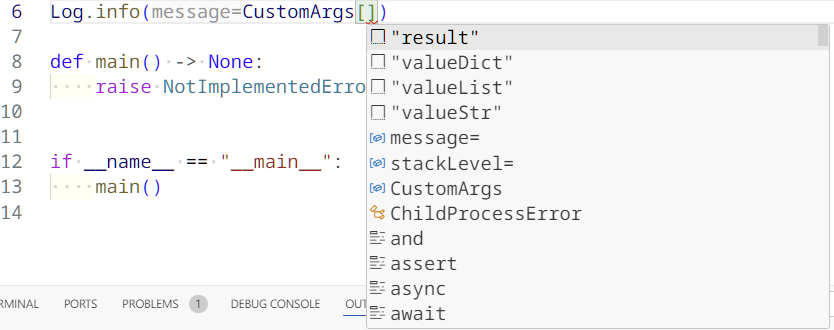 6 Log.info(message=CustomArgs[])
7
8 def main() -> None:
9 ····raise·NotImplementedErro
10
11
12 if·__name__·==·"__main__":
13 ····main()
14
"result"
"valueDict"
"valueList"
"valueStr"
message=
stackLevel=
CustomArgs
ChildProcessError
and
assert
async
await
RMINAL PORTS PROBLEMS 1 DEBUG CONSOLE OUT